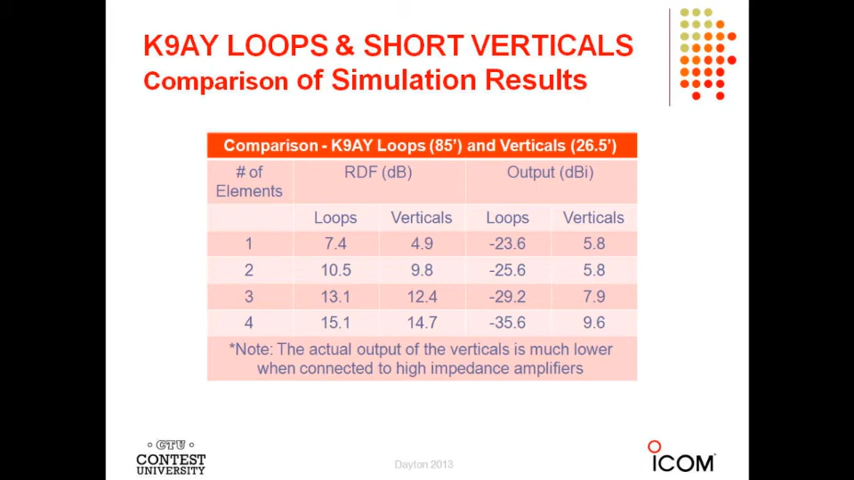 K9AY LOOPS & SHORT VERTICALS
Comparison of Simulation Results
Comparison - K9AY Loops (85') and Verticals (26.5')
# of Elements RDF (dB) Output (dBi)
Loops Verticals Loops Verticals
1 7.4 4.9 -23.6 5.8
2 10.5 9.8 -25.6 5.8
3 13.1 12.4 -29.2 7.9
4 15.1 14.7 -35.6 9.6
*Note: The actual output of the verticals is much lower
when connected to high impedance amplifiers
CTU
CONTEST
UNIVERSITY
Dayton 2013
ICOM